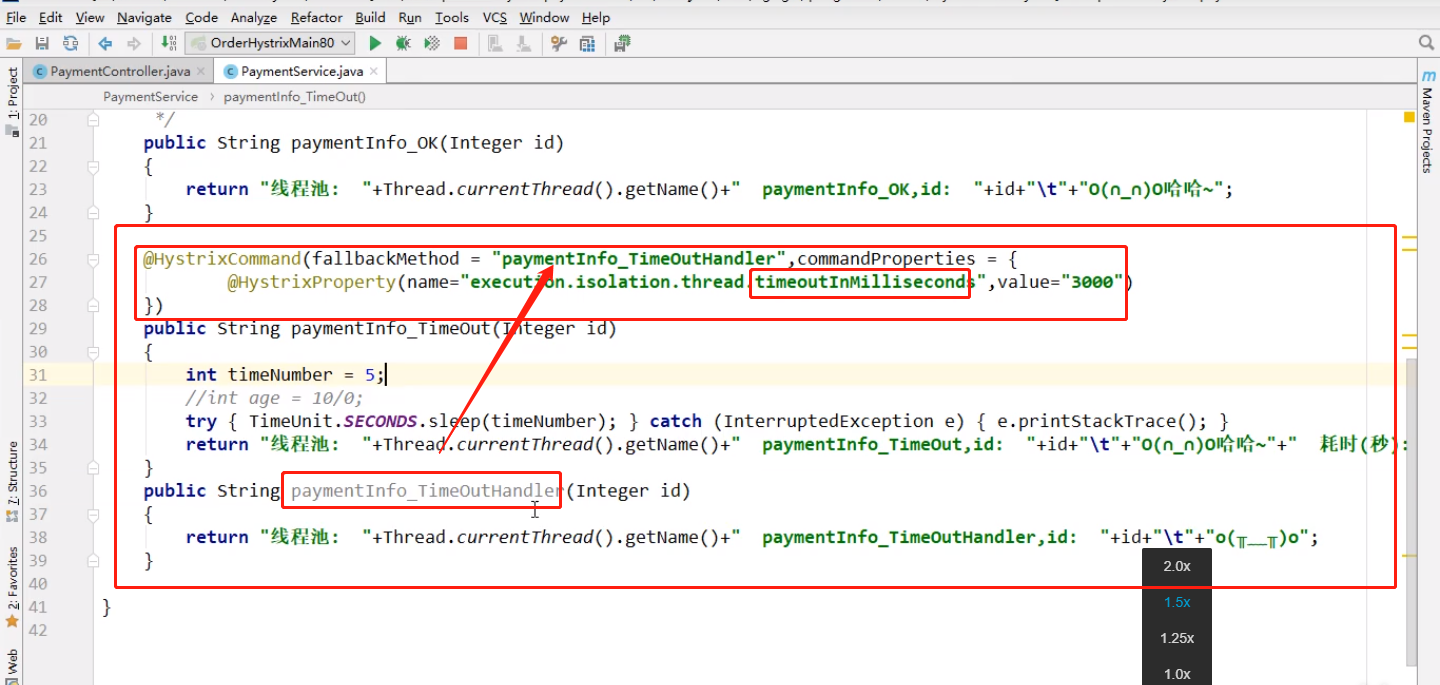 File Edit View Navigate Code Analyze Refactor Build Run Tools VCS Window Help
OrderHystrixMain80
PaymentController.java × PaymentService.java ×
PaymentService › paymentInfo_TimeOut()
1: Project
7: Structure
2: Favorites
Web
m Maven Projects
20 */
21 public String paymentInfo_OK(Integer id)
22 {
23 return "线程池:  "+Thread.currentThread().getName()+"  paymentInfo_OK,id:  "+id+"\t"+"O(∩_∩)O哈哈~";
24 }
25
26 @HystrixCommand(fallbackMethod = "paymentInfo_TimeOutHandler",commandProperties = {
27 @HystrixProperty(name="execution.isolation.thread.timeoutInMilliseconds",value="3000")
28 })
29 public String paymentInfo_TimeOut(Integer id)
30 {
31 int timeNumber = 5;
32 //int age = 10/0;
33 try { TimeUnit.SECONDS.sleep(timeNumber); } catch (InterruptedException e) { e.printStackTrace(); }
34 return "线程池:  "+Thread.currentThread().getName()+"  paymentInfo_TimeOut,id:  "+id+"\t"+"O(∩_∩)O哈哈~"+"  耗时(秒):
35 }
36 public String paymentInfo_TimeOutHandler(Integer id)
37 {
38 return "线程池:  "+Thread.currentThread().getName()+"  paymentInfo_TimeOutHandler,id:  "+id+"\t"+"o(╥﹏╥)o";
39 }
40
41 }
42
2.0x
1.5x
1.25x
1.0x